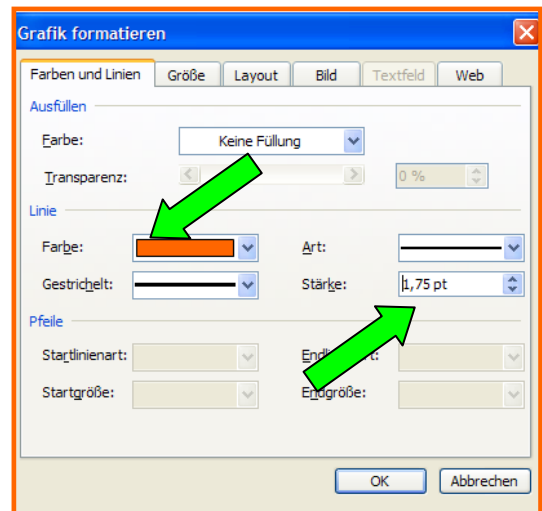 Grafik formatieren
Farben und Linien Größe Layout Bild Textfeld Web
Ausfüllen
Farbe: Keine Füllung
Transparenz: 0 %
Linie
Farbe: Art:
Gestrichelt: Stärke: 1,75 pt
Pfeile
Startlinienart:
Startgröße: Endgröße:
OK Abbrechen